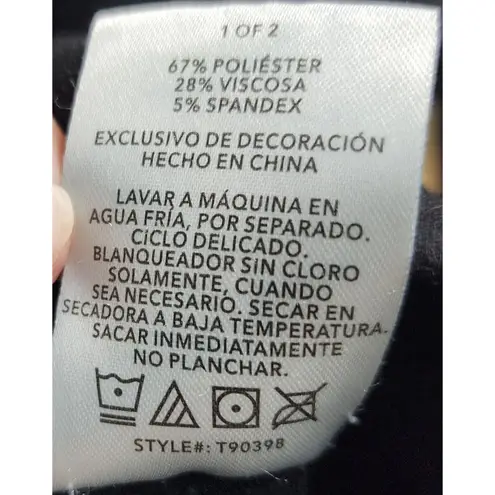 1 OF 2
67% POLIÉSTER
28% VISCOSA
5% SPANDEX
EXCLUSIVO DE DECORACIÓN
HECHO EN CHINA
LAVAR A MÁQUINA EN
AGUA FRÍA, POR SEPARADO.
CICLO DELICADO.
BLANQUEADOR SIN CLORO
SOLAMENTE, CUANDO
SEA NECESARIO. SECAR EN
SECADORA A BAJA TEMPERATURA.
SACAR INMEDIATAMENTE
NO PLANCHAR.
STYLE#: T90398